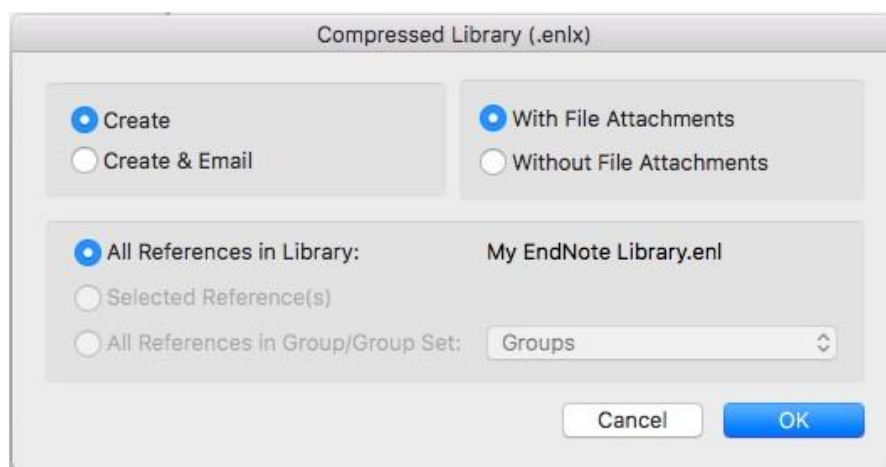 Compressed Library (.enlx)
Create
Create & Email
With File Attachments
Without File Attachments
All References in Library: My EndNote Library.enl
Selected Reference(s)
All References in Group/Group Set: Groups
Cancel OK